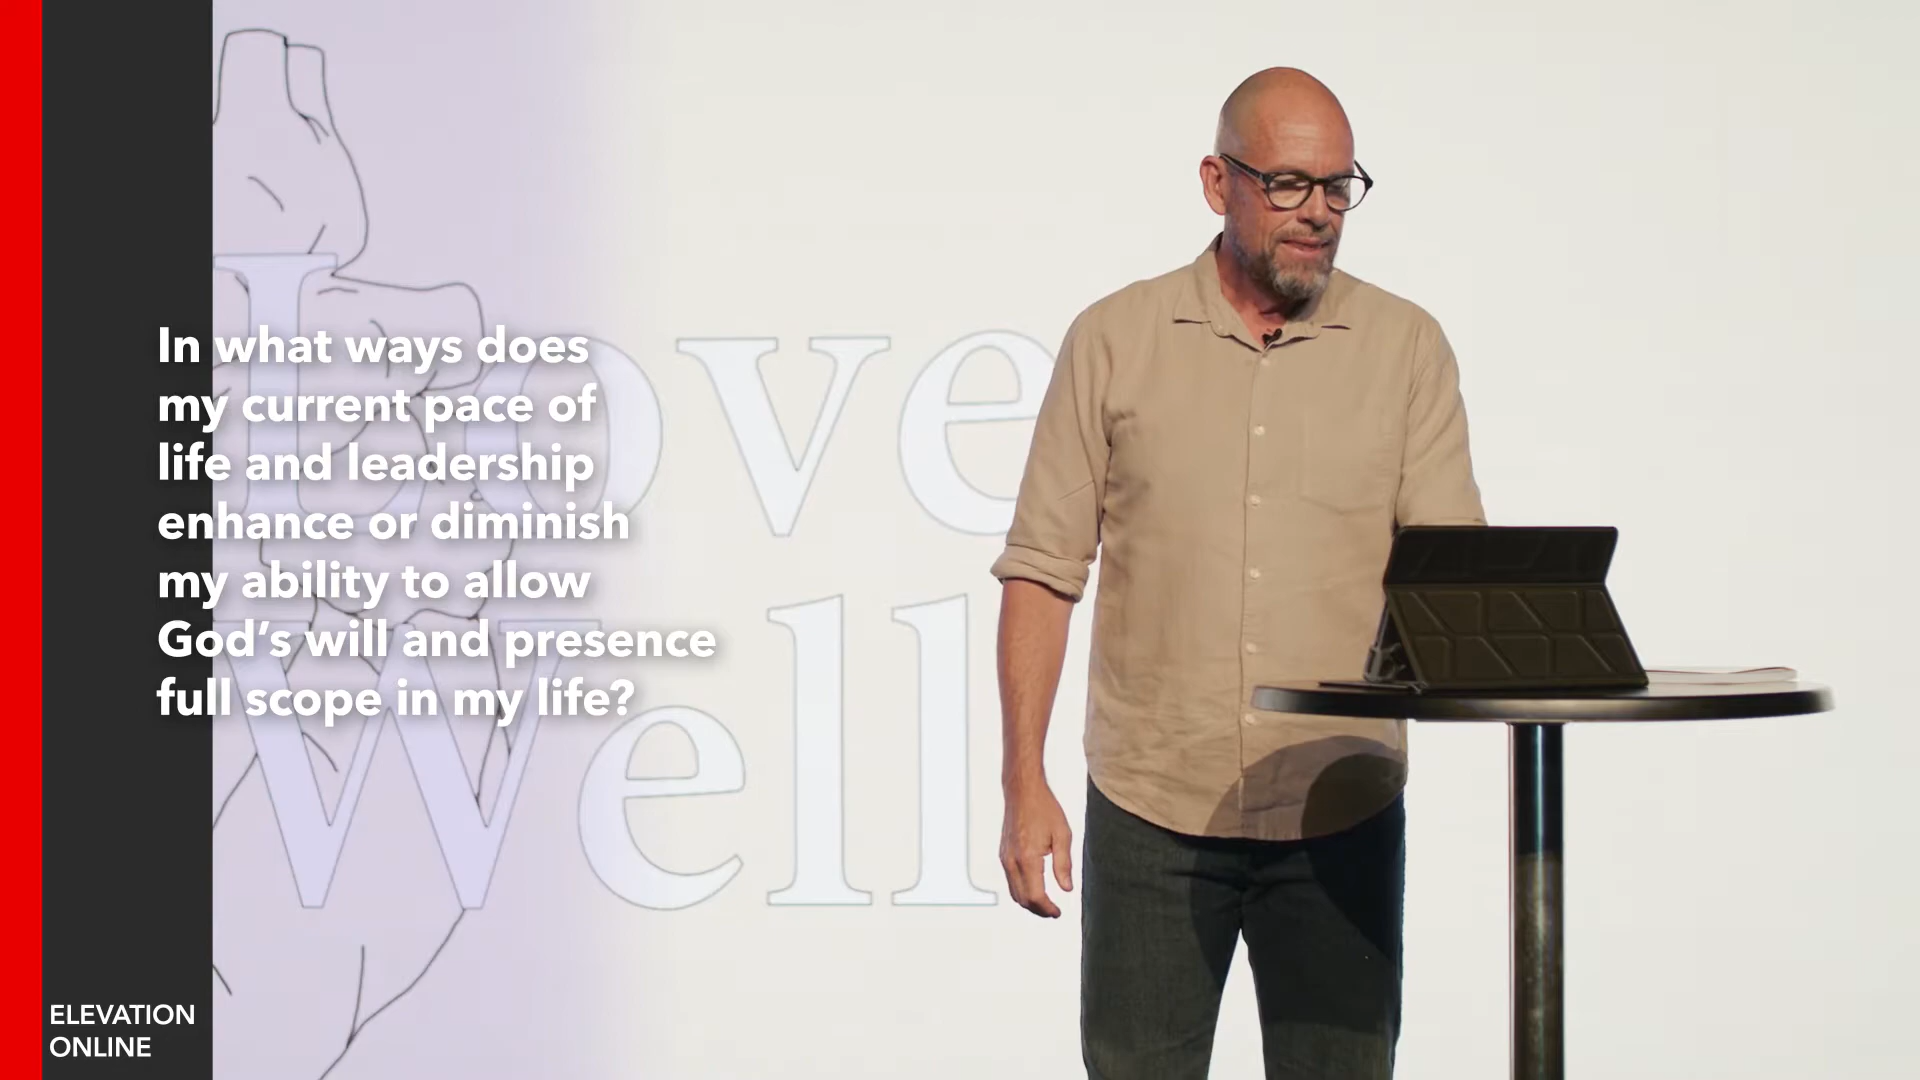 Love
Well
In what ways does
my current pace of
life and leadership
enhance or diminish
my ability to allow
God’s will and presence
full scope in my life?
ELEVATION
ONLINE